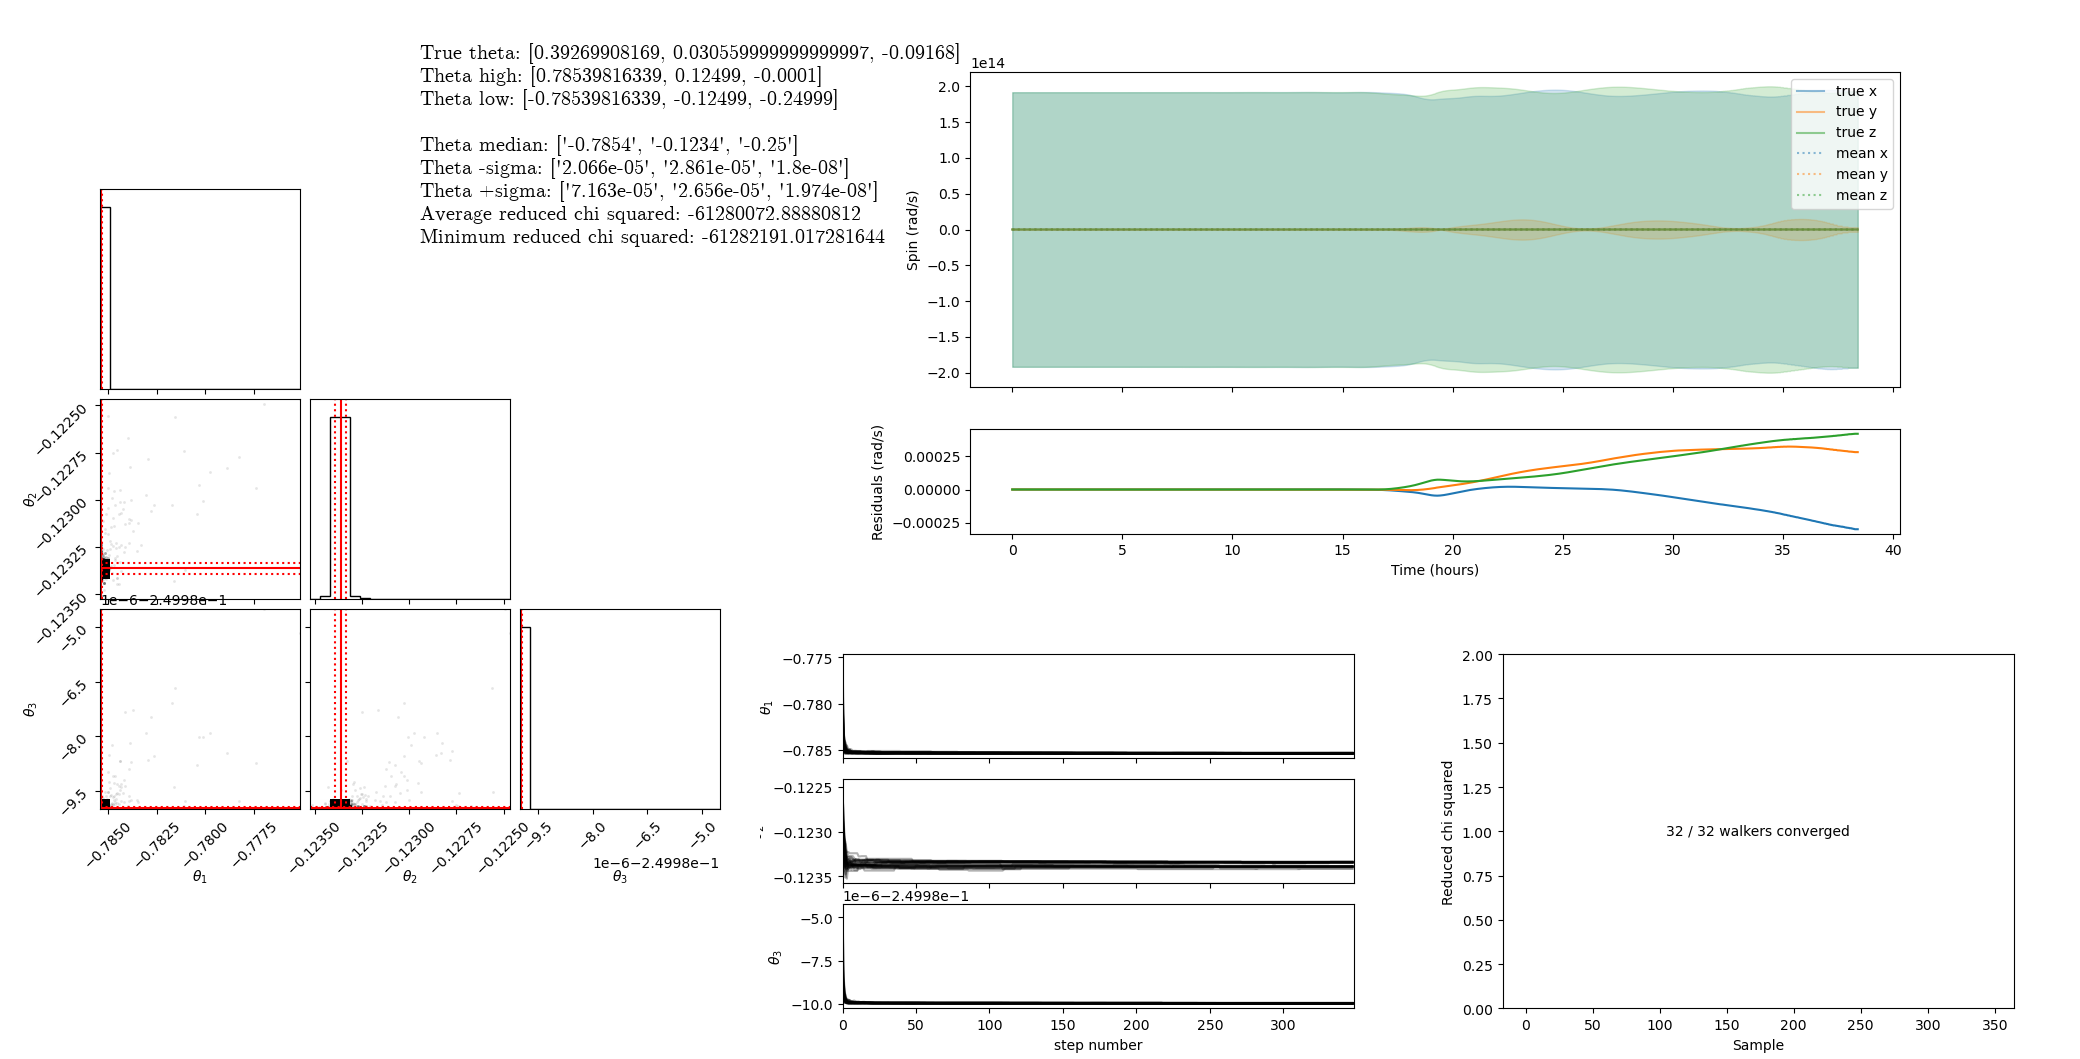 True theta: [0.39269908169, 0.030559999999999997, -0.09168]
Theta high: [0.78539816339, 0.12499, -0.0001]
Theta low: [-0.78539816339, -0.12499, -0.24999]
Theta median: ['-0.7854', '-0.1234', '-0.25']
Theta -sigma: ['2.066e-05', '2.861e-05', '1.8e-08']
Theta +sigma: ['7.163e-05', '2.656e-05', '1.974e-08']
Average reduced chi squared: -61280072.88880812
Minimum reduced chi squared: -61282191.017281644
1e14
2.0
1.5
1.0
0.5
0.0
−0.5
−1.0
−1.5
−2.0
Spin (rad/s)
true x
true y
true z
mean x
mean y
mean z
0.00025
0.00000
−0.00025
Residuals (rad/s)
0 5 10 15 20 25 30 35 40
Time (hours)
−0.12250
−0.12275
−0.12300
−0.12325
−0.12350
θ2
1e−6−2.4998e−1
−5.0
−6.5
−8.0
−9.5
θ3
−0.7850 −0.7825 −0.7800 −0.7775
θ1
−0.12350 −0.12325 −0.12300 −0.12275 −0.12250
θ2
−9.5 −8.0 −6.5 −5.0
1e−6−2.4998e−1
θ3
−0.775
−0.780
−0.785
θ1
−0.1225
−0.1230
−0.1235
1e−6−2.4998e−1
−5.0
−7.5
−10.0
θ3
0 50 100 150 200 250 300
step number
2.00
1.75
1.50
1.25
1.00
0.75
0.50
0.25
0.00
Reduced chi squared
32 / 32 walkers converged
0 50 100 150 200 250 300 350
Sample